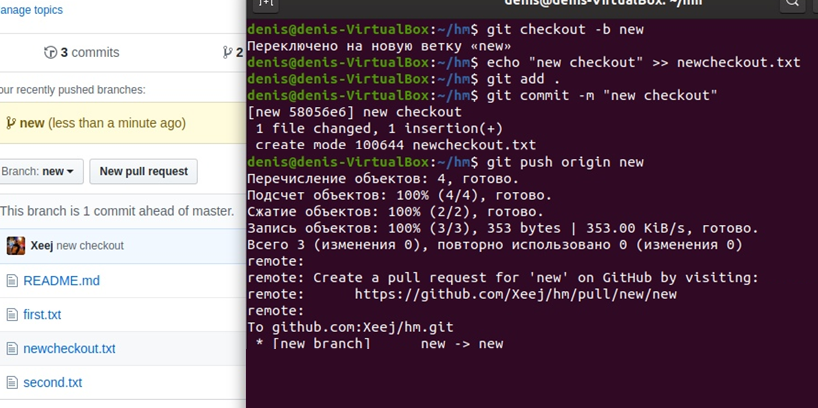 anage topics
3 commits
2
our recently pushed branches:
new (less than a minute ago)
Branch: new
New pull request
This branch is 1 commit ahead of master.
Xeej new checkout
README.md
first.txt
newcheckout.txt
second.txt
denis@denis-VirtualBox: ~/hm
denis@denis-VirtualBox:~/hm$ git checkout -b new
Переключено на новую ветку «new»
denis@denis-VirtualBox:~/hm$ echo "new checkout" >> newcheckout.txt
denis@denis-VirtualBox:~/hm$ git add .
denis@denis-VirtualBox:~/hm$ git commit -m "new checkout"
[new 58056e6] new checkout
1 file changed, 1 insertion(+)
create mode 100644 newcheckout.txt
denis@denis-VirtualBox:~/hm$ git push origin new
Перечисление объектов: 4, готово.
Подсчет объектов: 100% (4/4), готово.
Сжатие объектов: 100% (2/2), готово.
Запись объектов: 100% (3/3), 353 bytes | 353.00 KiB/s, готово.
Всего 3 (изменения 0), повторно использовано 0 (изменения 0)
remote:
remote: Create a pull request for 'new' on GitHub by visiting:
remote:      https://github.com/Xeej/hm/pull/new/new
remote:
To github.com:Xeej/hm.git
* [new branch]      new -> new